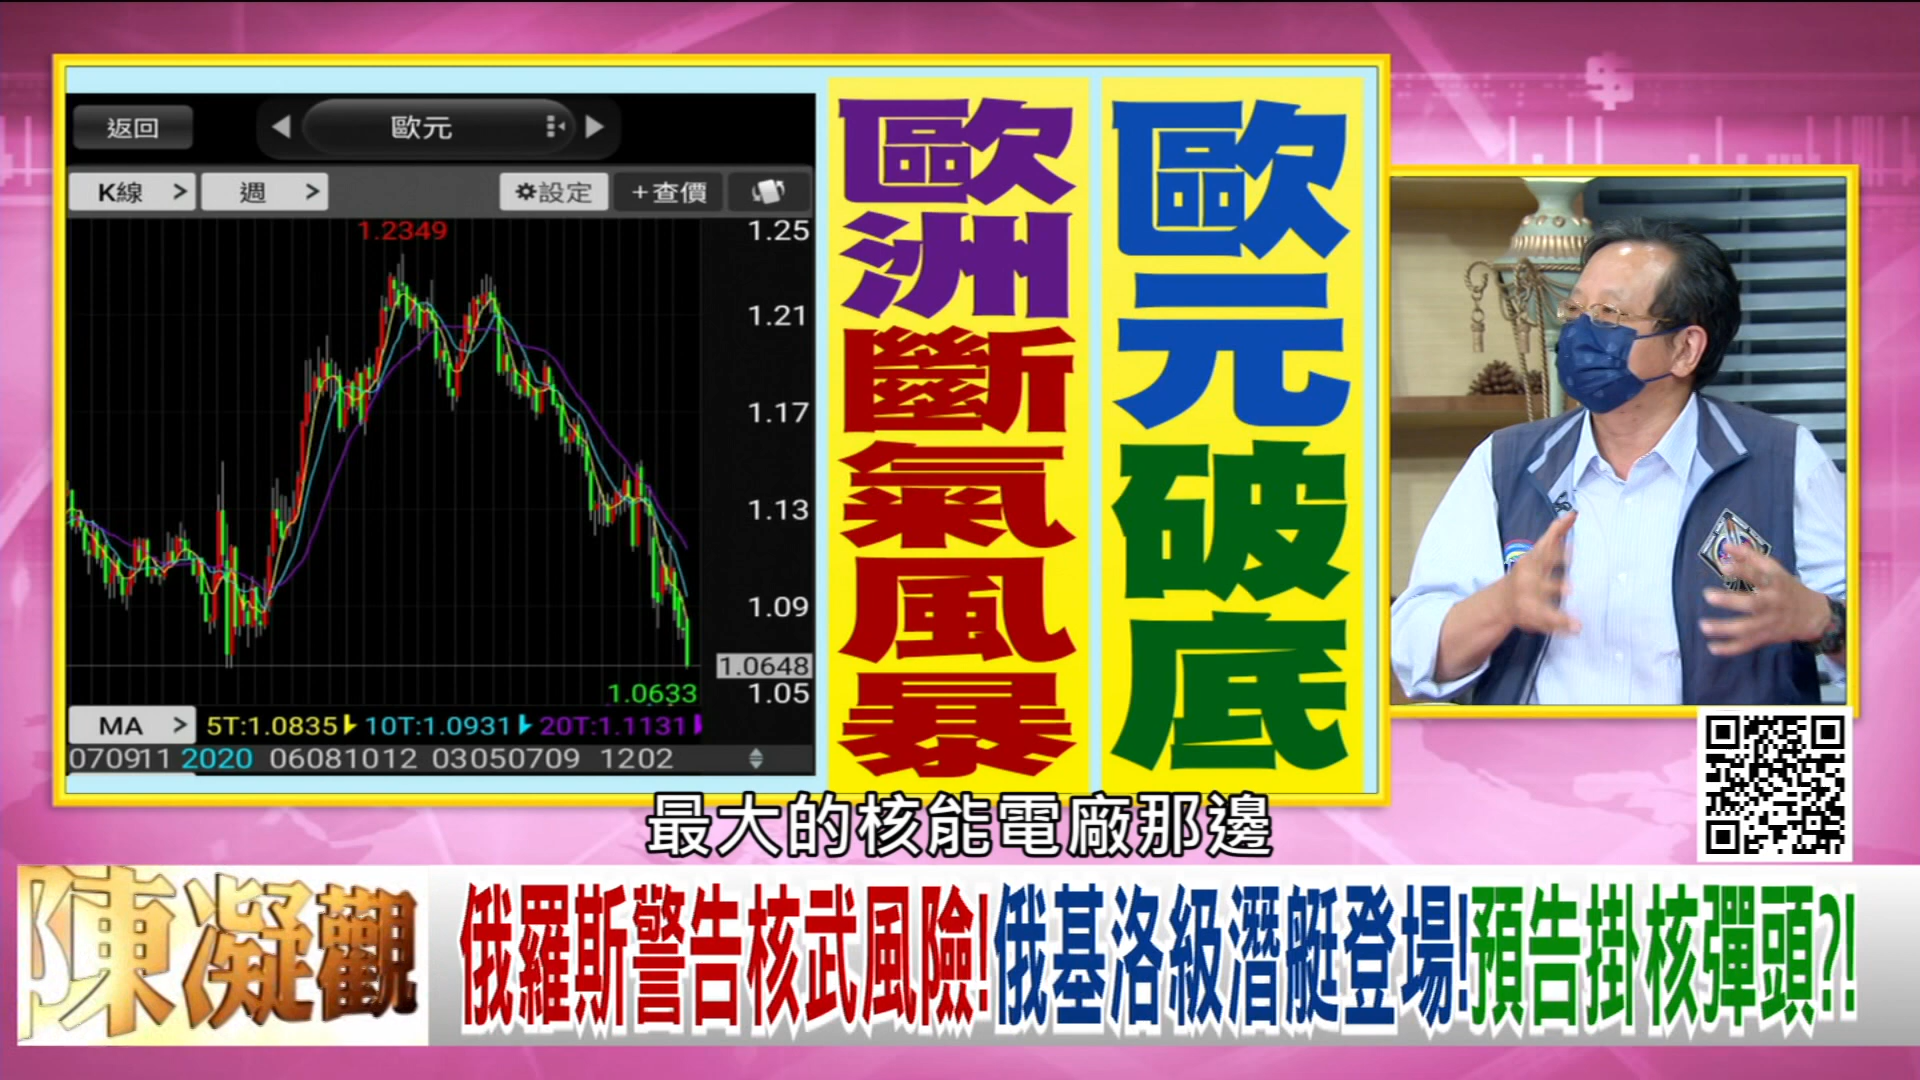 返回
歐元
K線 >
週 >
設定
+查價
1.2349
1.25
1.21
1.17
1.13
1.09
1.0648
1.05
1.0633
MA >
5T:1.0835
10T:1.0931
20T:1.1131
070911 2020 06081012 03050709 1202
歐元破底
歐洲斷氣風暴
最大的核能電廠那邊
陳凝觀
俄羅斯警告核武風險!俄基洛級潛艇登場!預告掛核彈頭?!